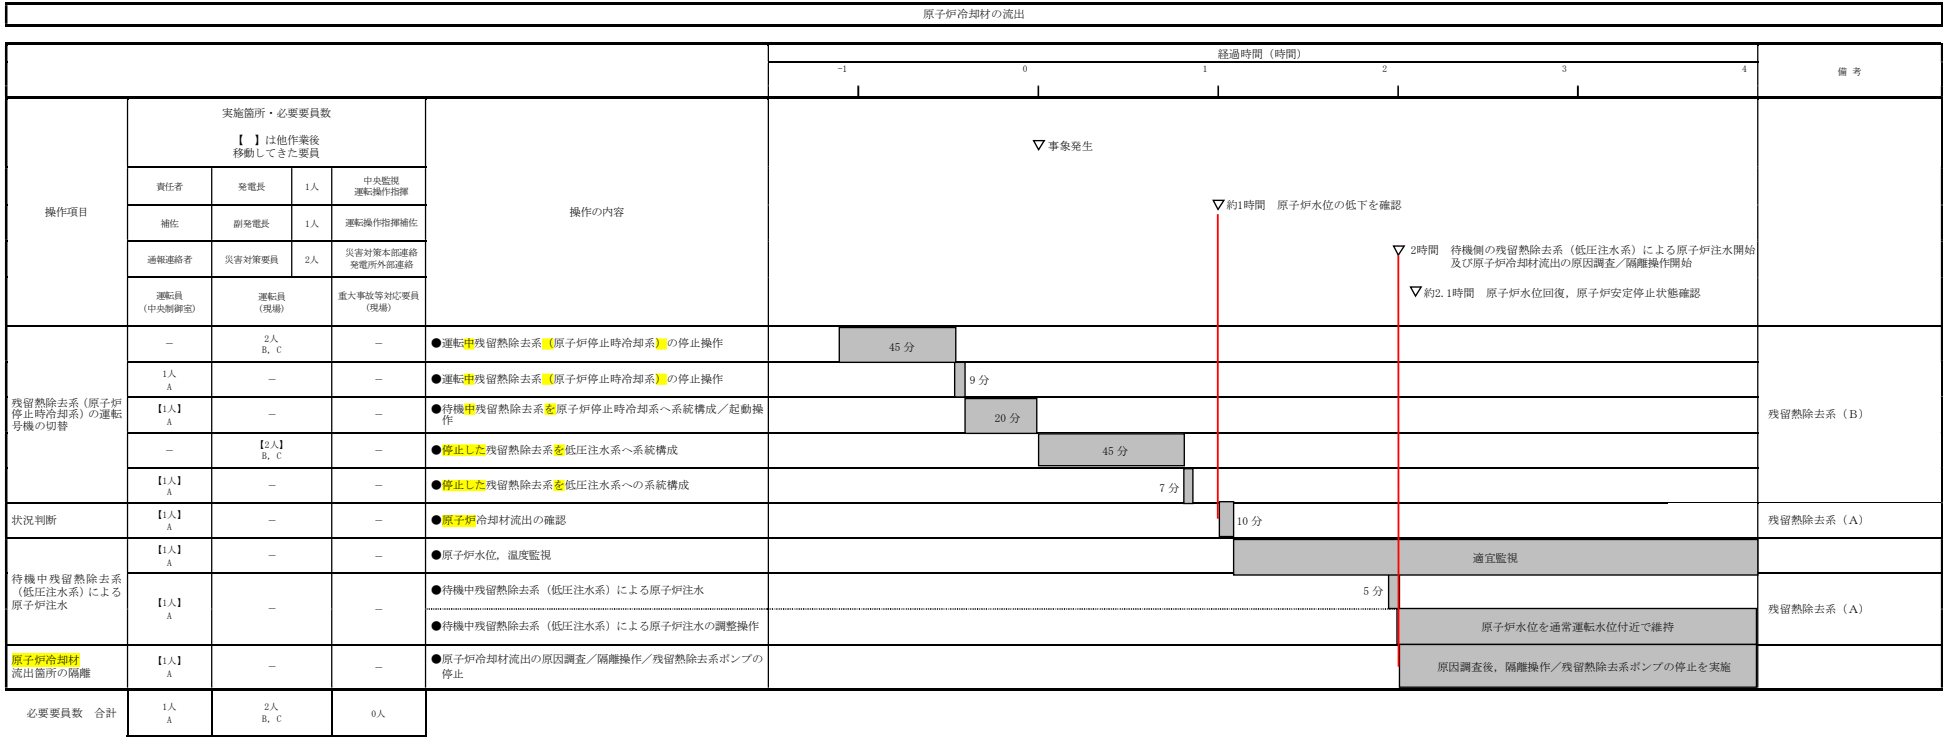 原子炉冷却材の流出
経過時間（時間）
備 考
-1 0 1 2 3 4
操作項目
実施箇所・必要要員数
【　】は他作業後
移動してきた要員
操作の内容
責任者 発電長 1人 中央監視
運転操作指揮
補佐 副発電長 1人 運転操作指揮補佐
通報連絡者 災害対策要員 2人 災害対策本部連絡
発電所外部連絡
運転員
（中央制御室）
運転員
（現場）
重大事故等対応要員
（現場）
▽事象発生
▽約1時間　原子炉水位の低下を確認
▽2時間　待機側の残留熱除去系（低圧注水系）による原子炉注水開始
及び原子炉冷却材流出の原因調査／隔離操作開始
▽約2.1時間　原子炉水位回復，原子炉安定停止状態確認
残留熱除去系（原子炉
停止時冷却系）の運転
号機の切替
－ 2人
B，C
－ ●運転中残留熱除去系（原子炉停止時冷却系）の停止操作 45 分
1人
A
－ － ●運転中残留熱除去系（原子炉停止時冷却系）の停止操作 9 分
【1人】
A
－ － ●待機中残留熱除去系を原子炉停止時冷却系へ系統構成／起動操
作
20 分
－ 【2人】
B，C
－ ●停止した残留熱除去系を低圧注水系へ系統構成 45 分
【1人】
A
－ － ●停止した残留熱除去系を低圧注水系への系統構成 7 分
残留熱除去系（B）
状況判断 【1人】
A
－ － ●原子炉冷却材流出の確認 10 分 残留熱除去系（A）
待機中残留熱除去系
（低圧注水系）による
原子炉注水
【1人】
A
－ － ●原子炉水位，温度監視 適宜監視
【1人】
A
－ － ●待機中残留熱除去系（低圧注水系）による原子炉注水 5 分
●待機中残留熱除去系（低圧注水系）による原子炉注水の調整操作 原子炉水位を通常運転水位付近で維持
残留熱除去系（A）
原子炉冷却材
流出箇所の隔離
【1人】
A
－ － ●原子炉冷却材流出の原因調査／隔離操作／残留熱除去系ポンプの
停止
原因調査後，隔離操作／残留熱除去系ポンプの停止を実施
必要要員数　合計 1人
A
2人
B，C
0人